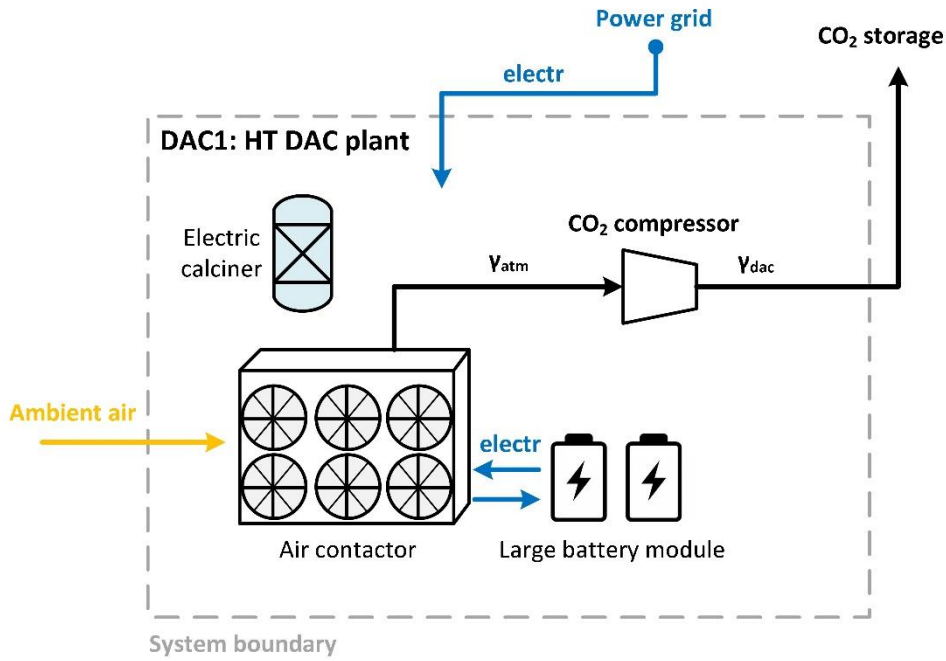 Power grid
CO₂ storage
electr
DAC1: HT DAC plant
CO₂ compressor
Electric
calciner
γatm
γdac
Ambient air
electr
Air contactor
Large battery module
System boundary